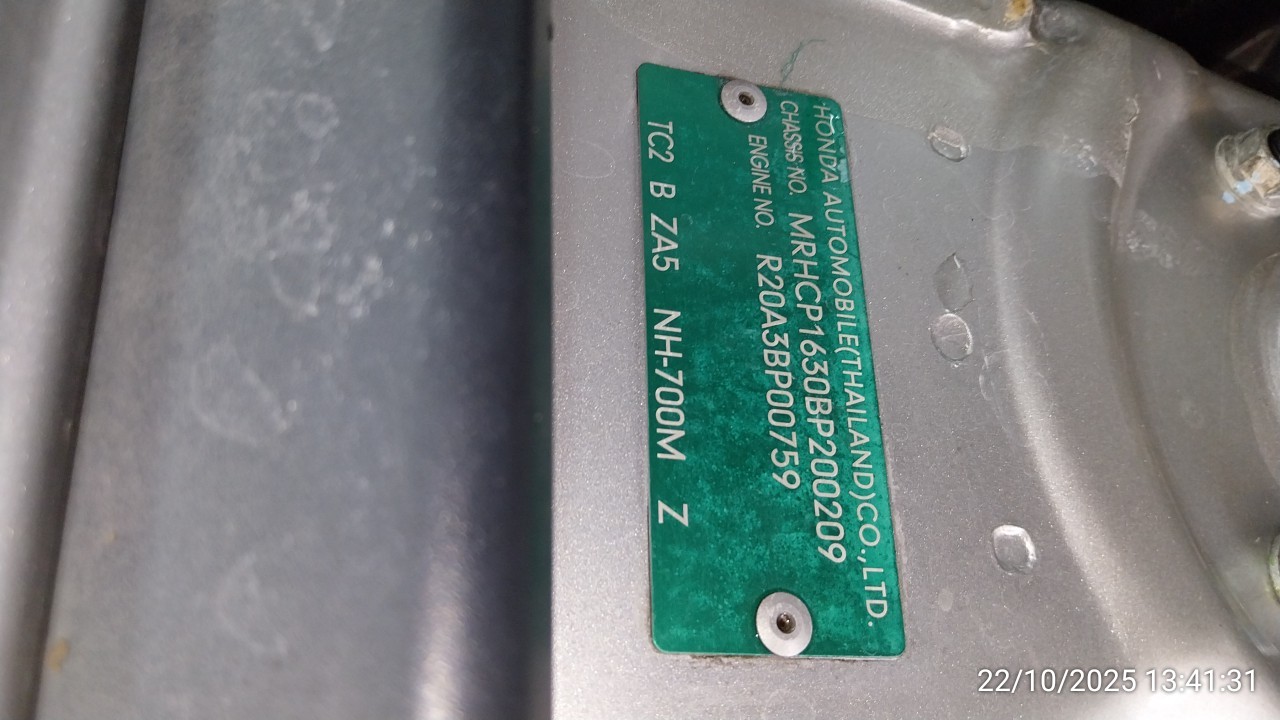 HONDA AUTOMOBILE(THAILAND)CO.,LTD.
CHASSIS NO. MRHCP1630BP200209
ENGINE NO. R20A3BP00759
TC2 B ZA5 NH-700M Z
22/10/2025 13:41:31